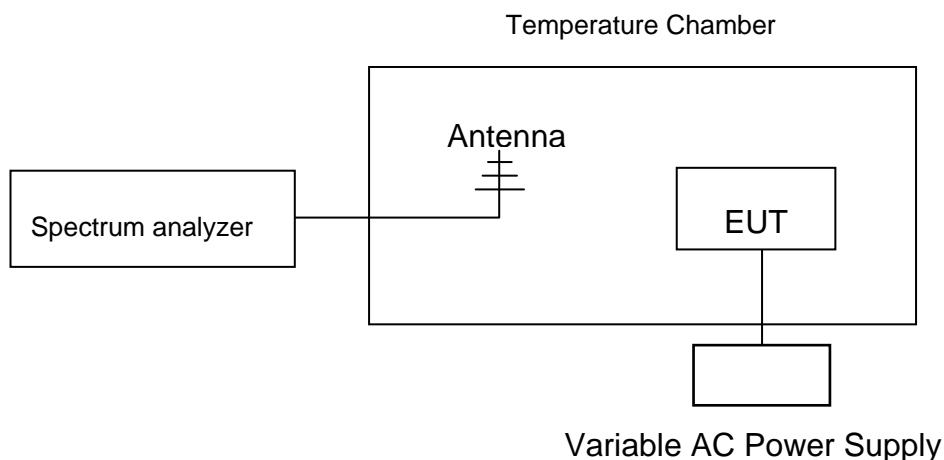 Temperature Chamber
Antenna
Spectrum analyzer
EUT
Variable AC Power Supply